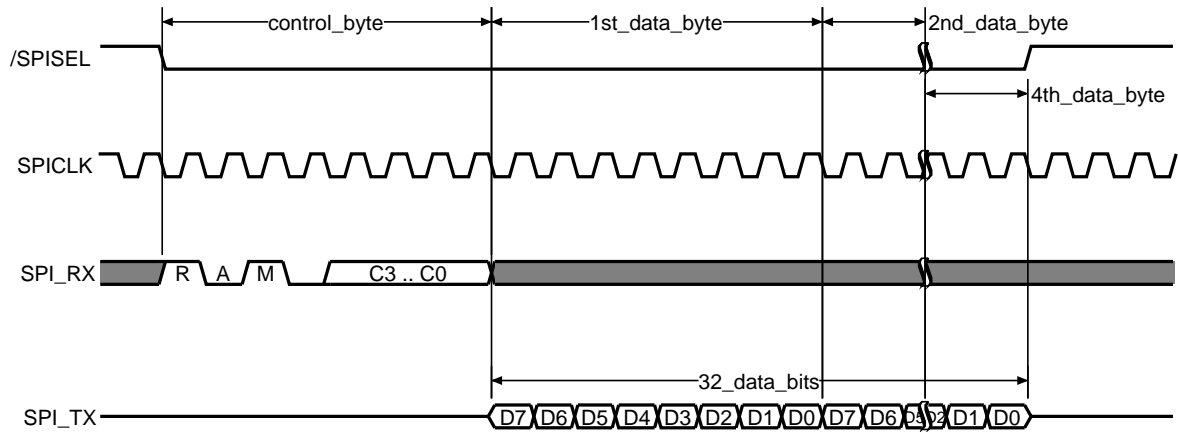 control_byte 1st_data_byte 2nd_data_byte
/SPISEL
4th_data_byte
SPICLK
SPI_RX R A M C3 .. C0
32_data_bits
SPI_TX D7 D6 D5 D4 D3 D2 D1 D0 D7 D6 D5 D2 D1 D0